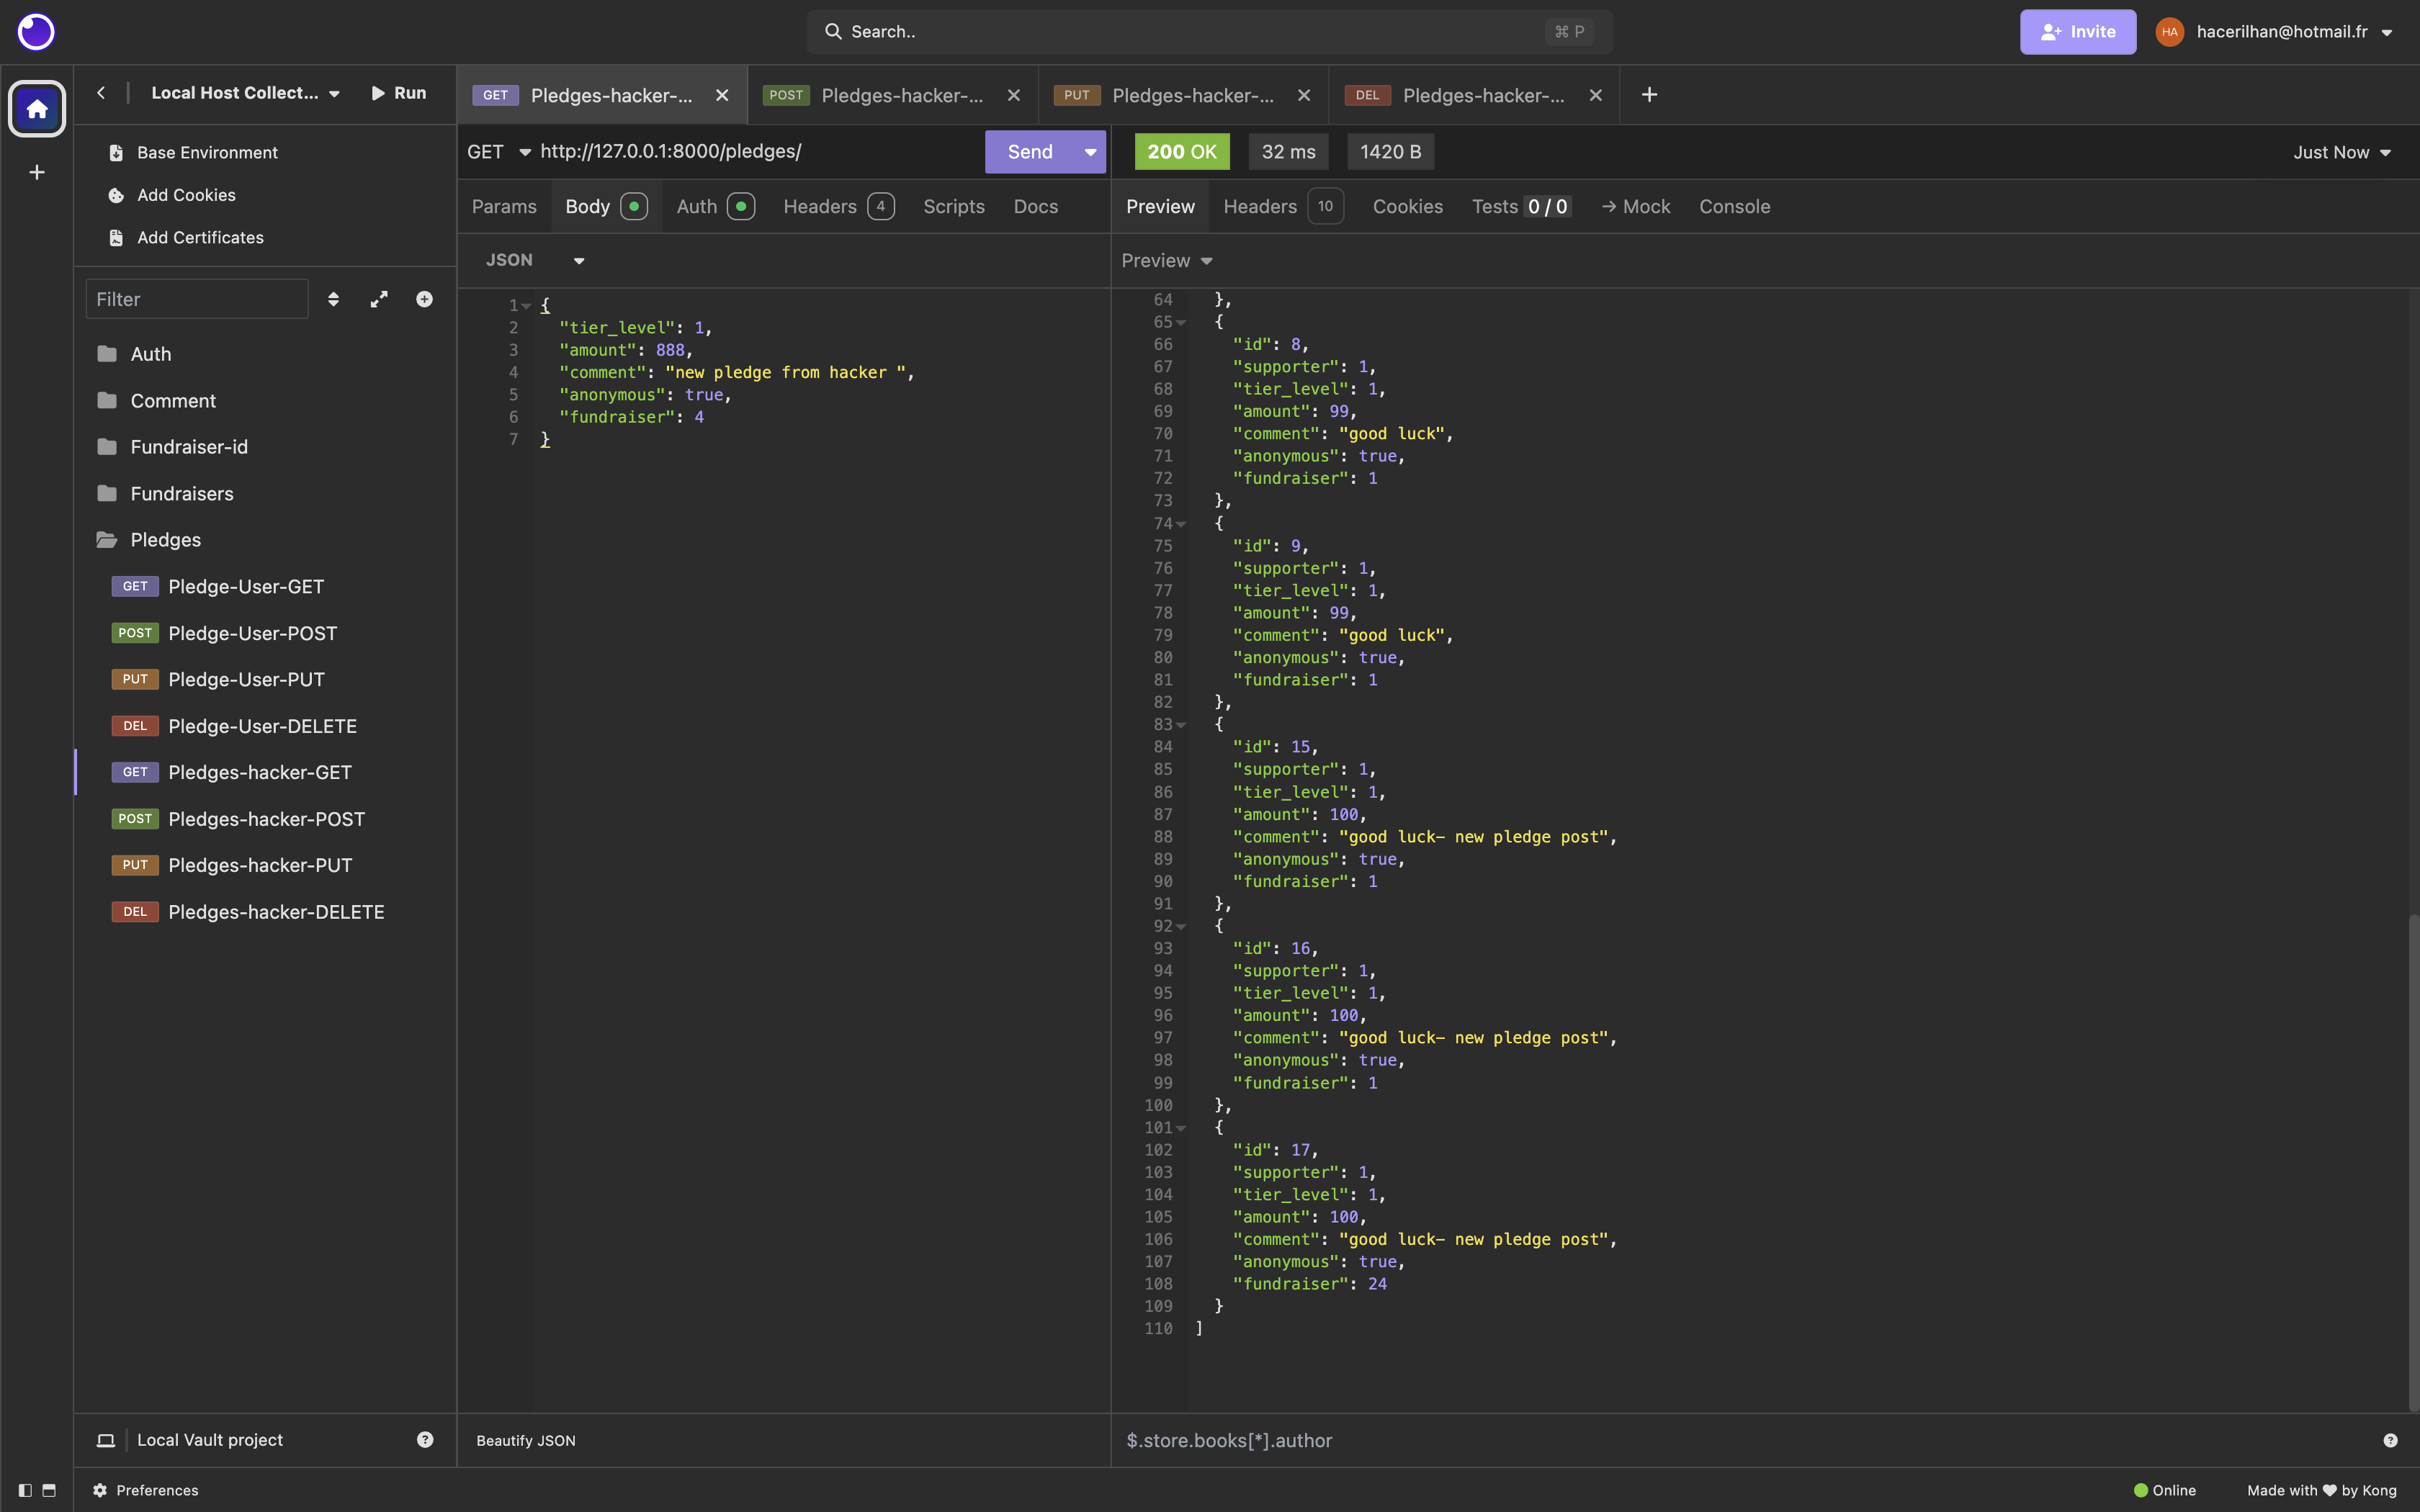 Search..
⌘ P
Invite
HA
hacerilhan@hotmail.fr
Local Host Collect...
Run
Base Environment
Add Cookies
Add Certificates
Filter
Auth
Comment
Fundraiser-id
Fundraisers
Pledges
GET Pledge-User-GET
POST Pledge-User-POST
PUT Pledge-User-PUT
DEL Pledge-User-DELETE
GET Pledges-hacker-GET
POST Pledges-hacker-POST
PUT Pledges-hacker-PUT
DEL Pledges-hacker-DELETE
Local Vault project
GET Pledges-hacker-...
POST Pledges-hacker-...
PUT Pledges-hacker-...
DEL Pledges-hacker-...
GET http://127.0.0.1:8000/pledges/ Send
Params Body Auth Headers 4 Scripts Docs
JSON
1 {
2 "tier_level": 1,
3 "amount": 888,
4 "comment": "new pledge from hacker ",
5 "anonymous": true,
6 "fundraiser": 4
7 }
Beautify JSON
200 OK 32 ms 1420 B Just Now
Preview Headers 10 Cookies Tests 0 / 0 → Mock Console
Preview
64 },
65 {
66 "id": 8,
67 "supporter": 1,
68 "tier_level": 1,
69 "amount": 99,
70 "comment": "good luck",
71 "anonymous": true,
72 "fundraiser": 1
73 },
74 {
75 "id": 9,
76 "supporter": 1,
77 "tier_level": 1,
78 "amount": 99,
79 "comment": "good luck",
80 "anonymous": true,
81 "fundraiser": 1
82 },
83 {
84 "id": 15,
85 "supporter": 1,
86 "tier_level": 1,
87 "amount": 100,
88 "comment": "good luck- new pledge post",
89 "anonymous": true,
90 "fundraiser": 1
91 },
92 {
93 "id": 16,
94 "supporter": 1,
95 "tier_level": 1,
96 "amount": 100,
97 "comment": "good luck- new pledge post",
98 "anonymous": true,
99 "fundraiser": 1
100 },
101 {
102 "id": 17,
103 "supporter": 1,
104 "tier_level": 1,
105 "amount": 100,
106 "comment": "good luck- new pledge post",
107 "anonymous": true,
108 "fundraiser": 24
109 }
110 ]
$.store.books[*].author
Preferences
Online
Made with ♥ by Kong